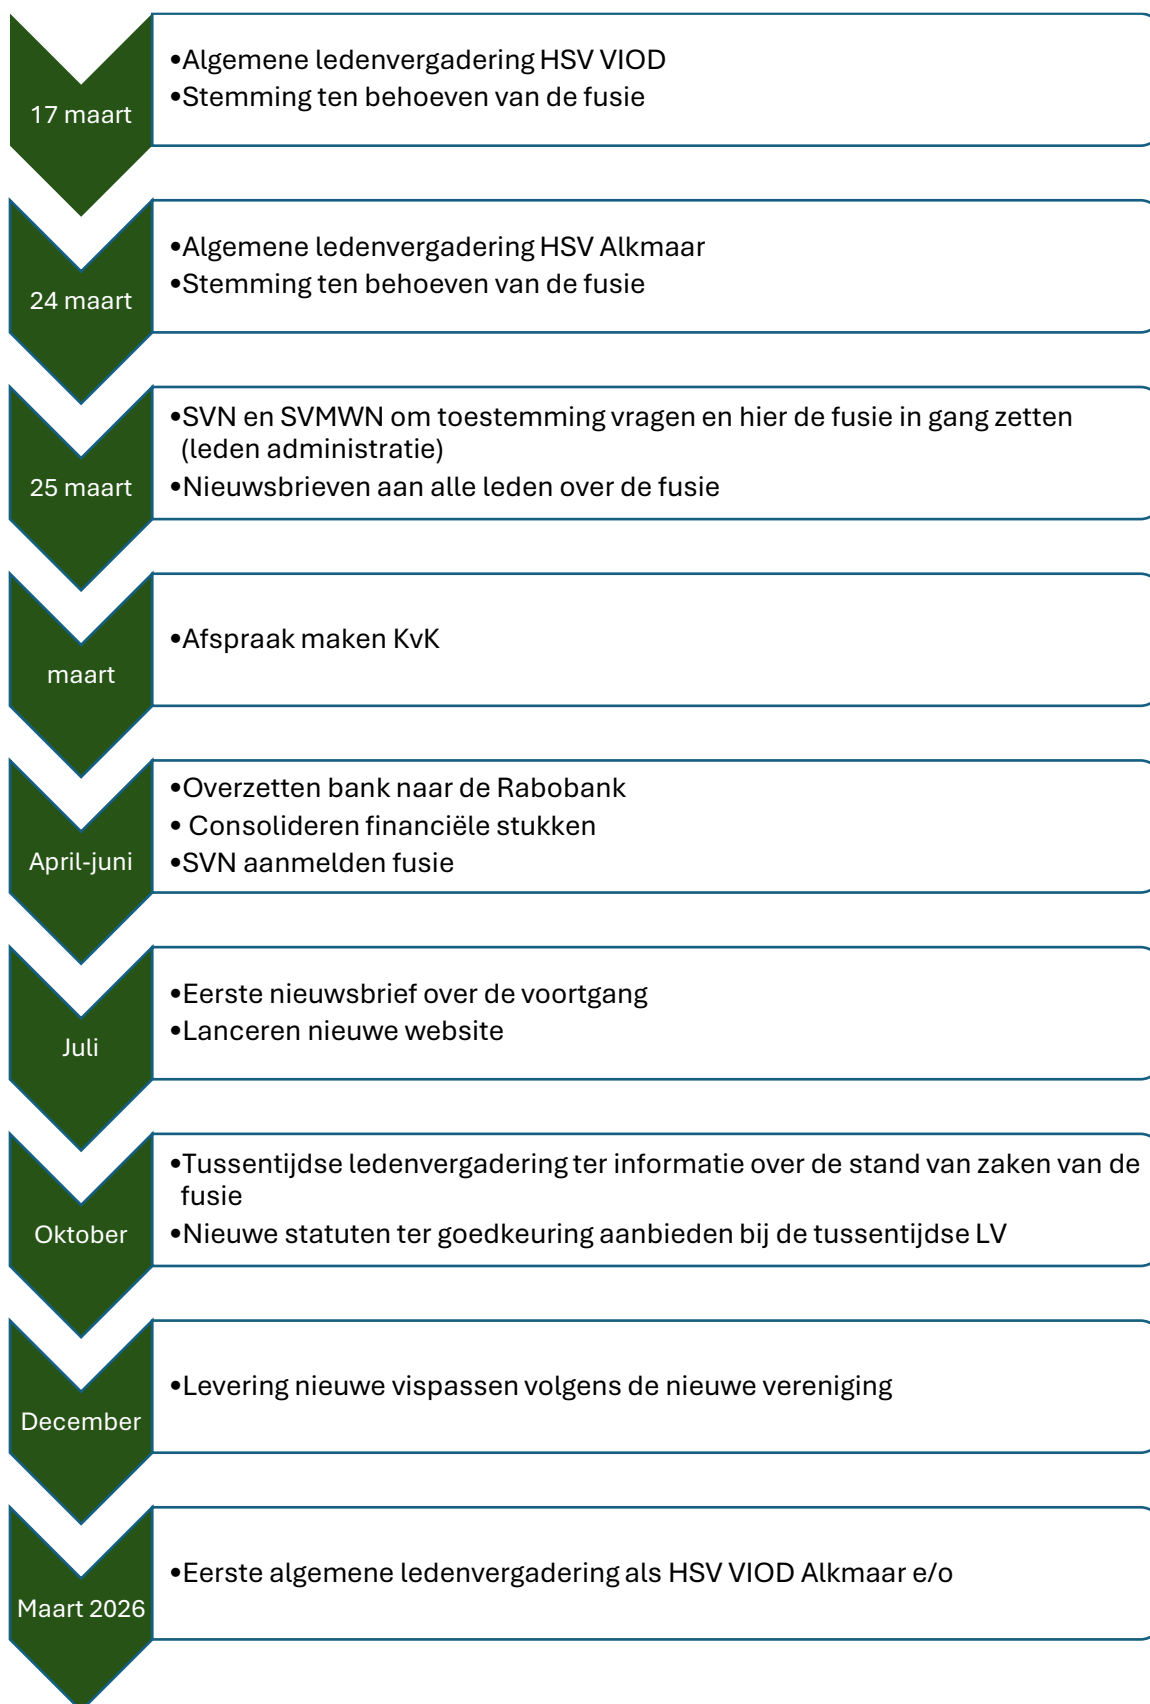 17 maart
•Algemene ledenvergadering HSV VIOD
•Stemming ten behoeven van de fusie
24 maart
•Algemene ledenvergadering HSV Alkmaar
•Stemming ten behoeven van de fusie
25 maart
•SVN en SVMWN om toestemming vragen en hier de fusie in gang zetten
(leden administratie)
•Nieuwsbrieven aan alle leden over de fusie
maart
•Afspraak maken KvK
April-juni
•Overzetten bank naar de Rabobank
• Consolideren financiële stukken
•SVN aanmelden fusie
Juli
•Eerste nieuwsbrief over de voortgang
•Lanceren nieuwe website
Oktober
•Tussentijdse ledenvergadering ter informatie over de stand van zaken van de
fusie
•Nieuwe statuten ter goedkeuring aanbieden bij de tussentijdse LV
December
•Levering nieuwe vispassen volgens de nieuwe vereniging
Maart 2026
•Eerste algemene ledenvergadering als HSV VIOD Alkmaar e/o